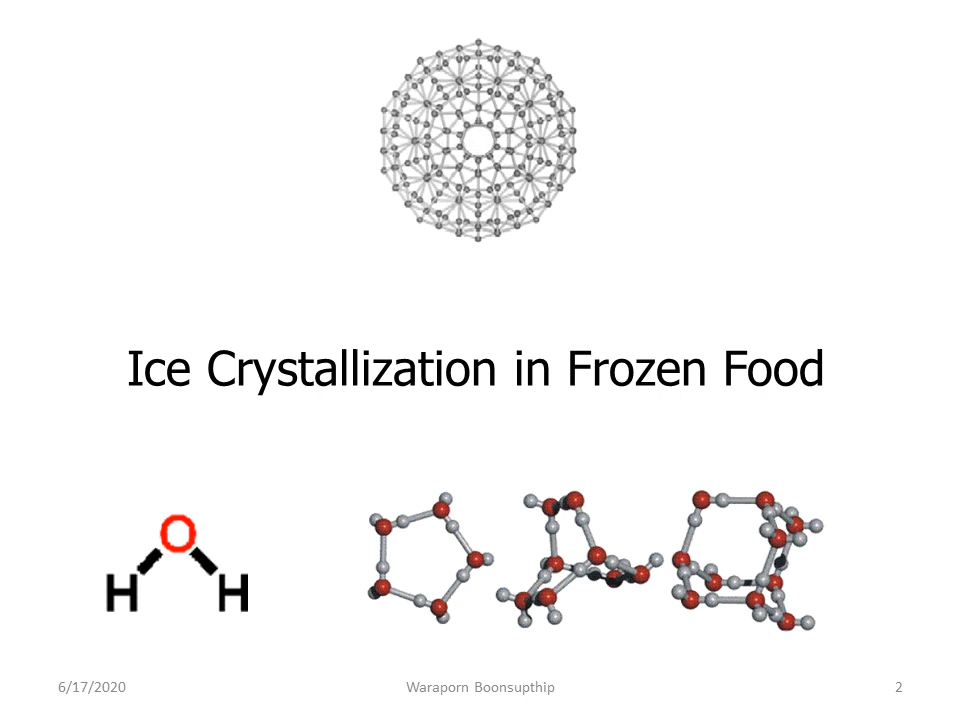 Ice Crystallization in Frozen Food
O
H H
6/17/2020 Waraporn Boonsupthip 2